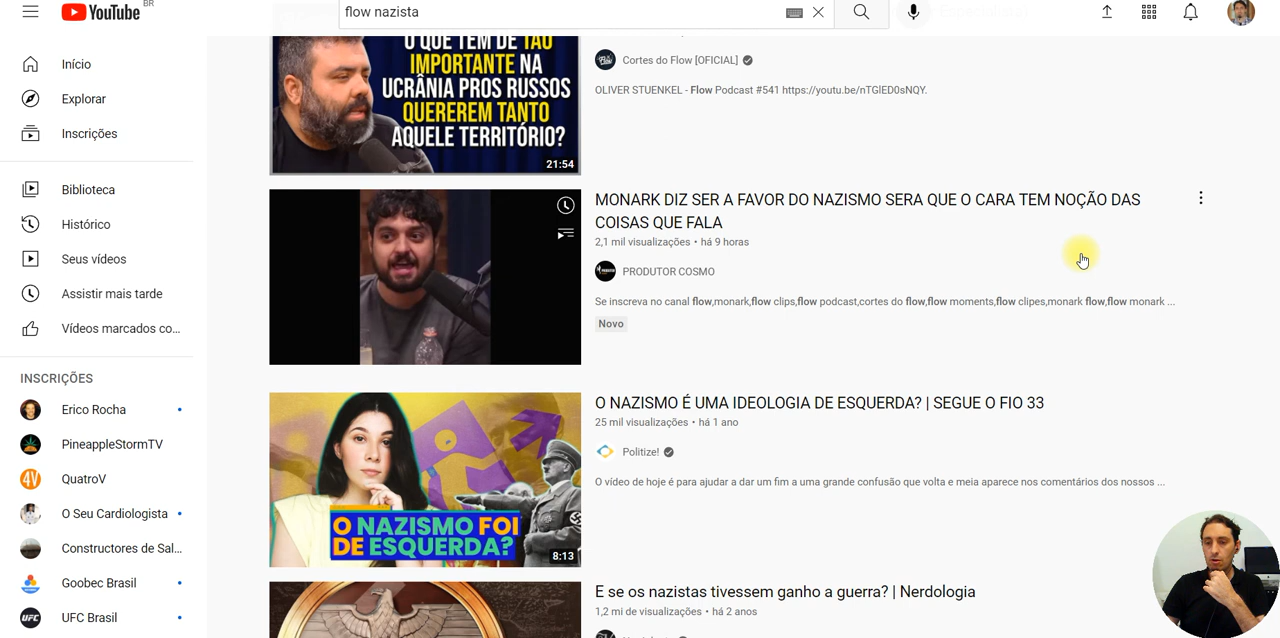 YouTube BR
flow nazista
Início
Explorar
Inscrições
Biblioteca
Histórico
Seus vídeos
Assistir mais tarde
Vídeos marcados co...
INSCRIÇÕES
Erico Rocha
PineappleStormTV
4V QuatroV
O Seu Cardiologista
Constructores de Sal...
Goobec Brasil
UFC UFC Brasil
O QUE TEM DE TÃO
IMPORTANTE NA
UCRÂNIA PROS RUSSOS
QUEREREM TANTO
AQUELE TERRITÓRIO?
21:54
Cortes do Flow [OFICIAL]
OLIVER STUENKEL - Flow Podcast #541 https://youtu.be/nTGlED0sNQY.
MONARK DIZ SER A FAVOR DO NAZISMO SERA QUE O CARA TEM NOÇÃO DAS
COISAS QUE FALA
2,1 mil visualizações • há 9 horas
PRODUTOR COSMO
Se inscreva no canal flow,monark,flow clips,flow podcast,cortes do flow,flow moments,flow clipes,monark flow,flow monark ...
Novo
O NAZISMO FOI
DE ESQUERDA?
8:13
O NAZISMO É UMA IDEOLOGIA DE ESQUERDA? | SEGUE O FIO 33
25 mil visualizações • há 1 ano
Politize!
O vídeo de hoje é para ajudar a dar um fim a uma grande confusão que volta e meia aparece nos comentários dos nossos ...
E se os nazistas tivessem ganho a guerra? | Nerdologia
1,2 mi de visualizações • há 2 anos